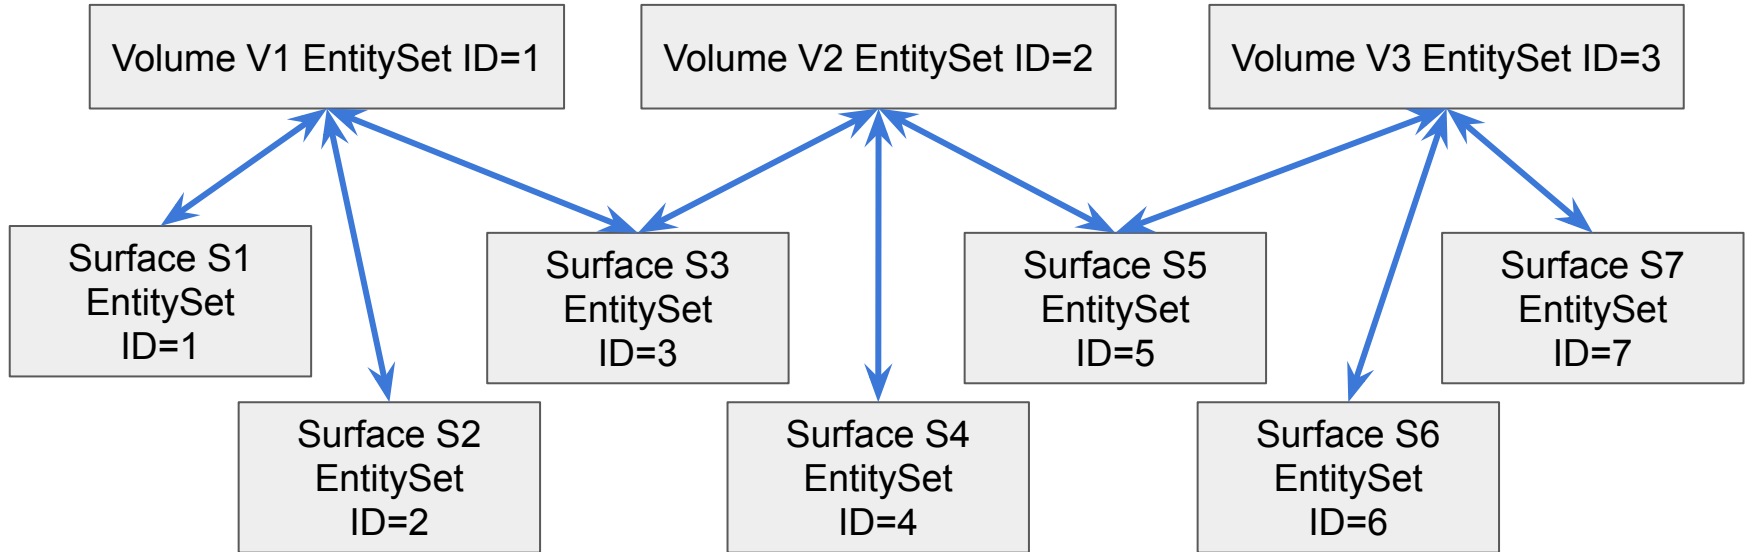 Volume V1 EntitySet ID=1
Volume V2 EntitySet ID=2
Volume V3 EntitySet ID=3
Surface S1
EntitySet
ID=1
Surface S3
EntitySet
ID=3
Surface S5
EntitySet
ID=5
Surface S7
EntitySet
ID=7
Surface S2
EntitySet
ID=2
Surface S4
EntitySet
ID=4
Surface S6
EntitySet
ID=6